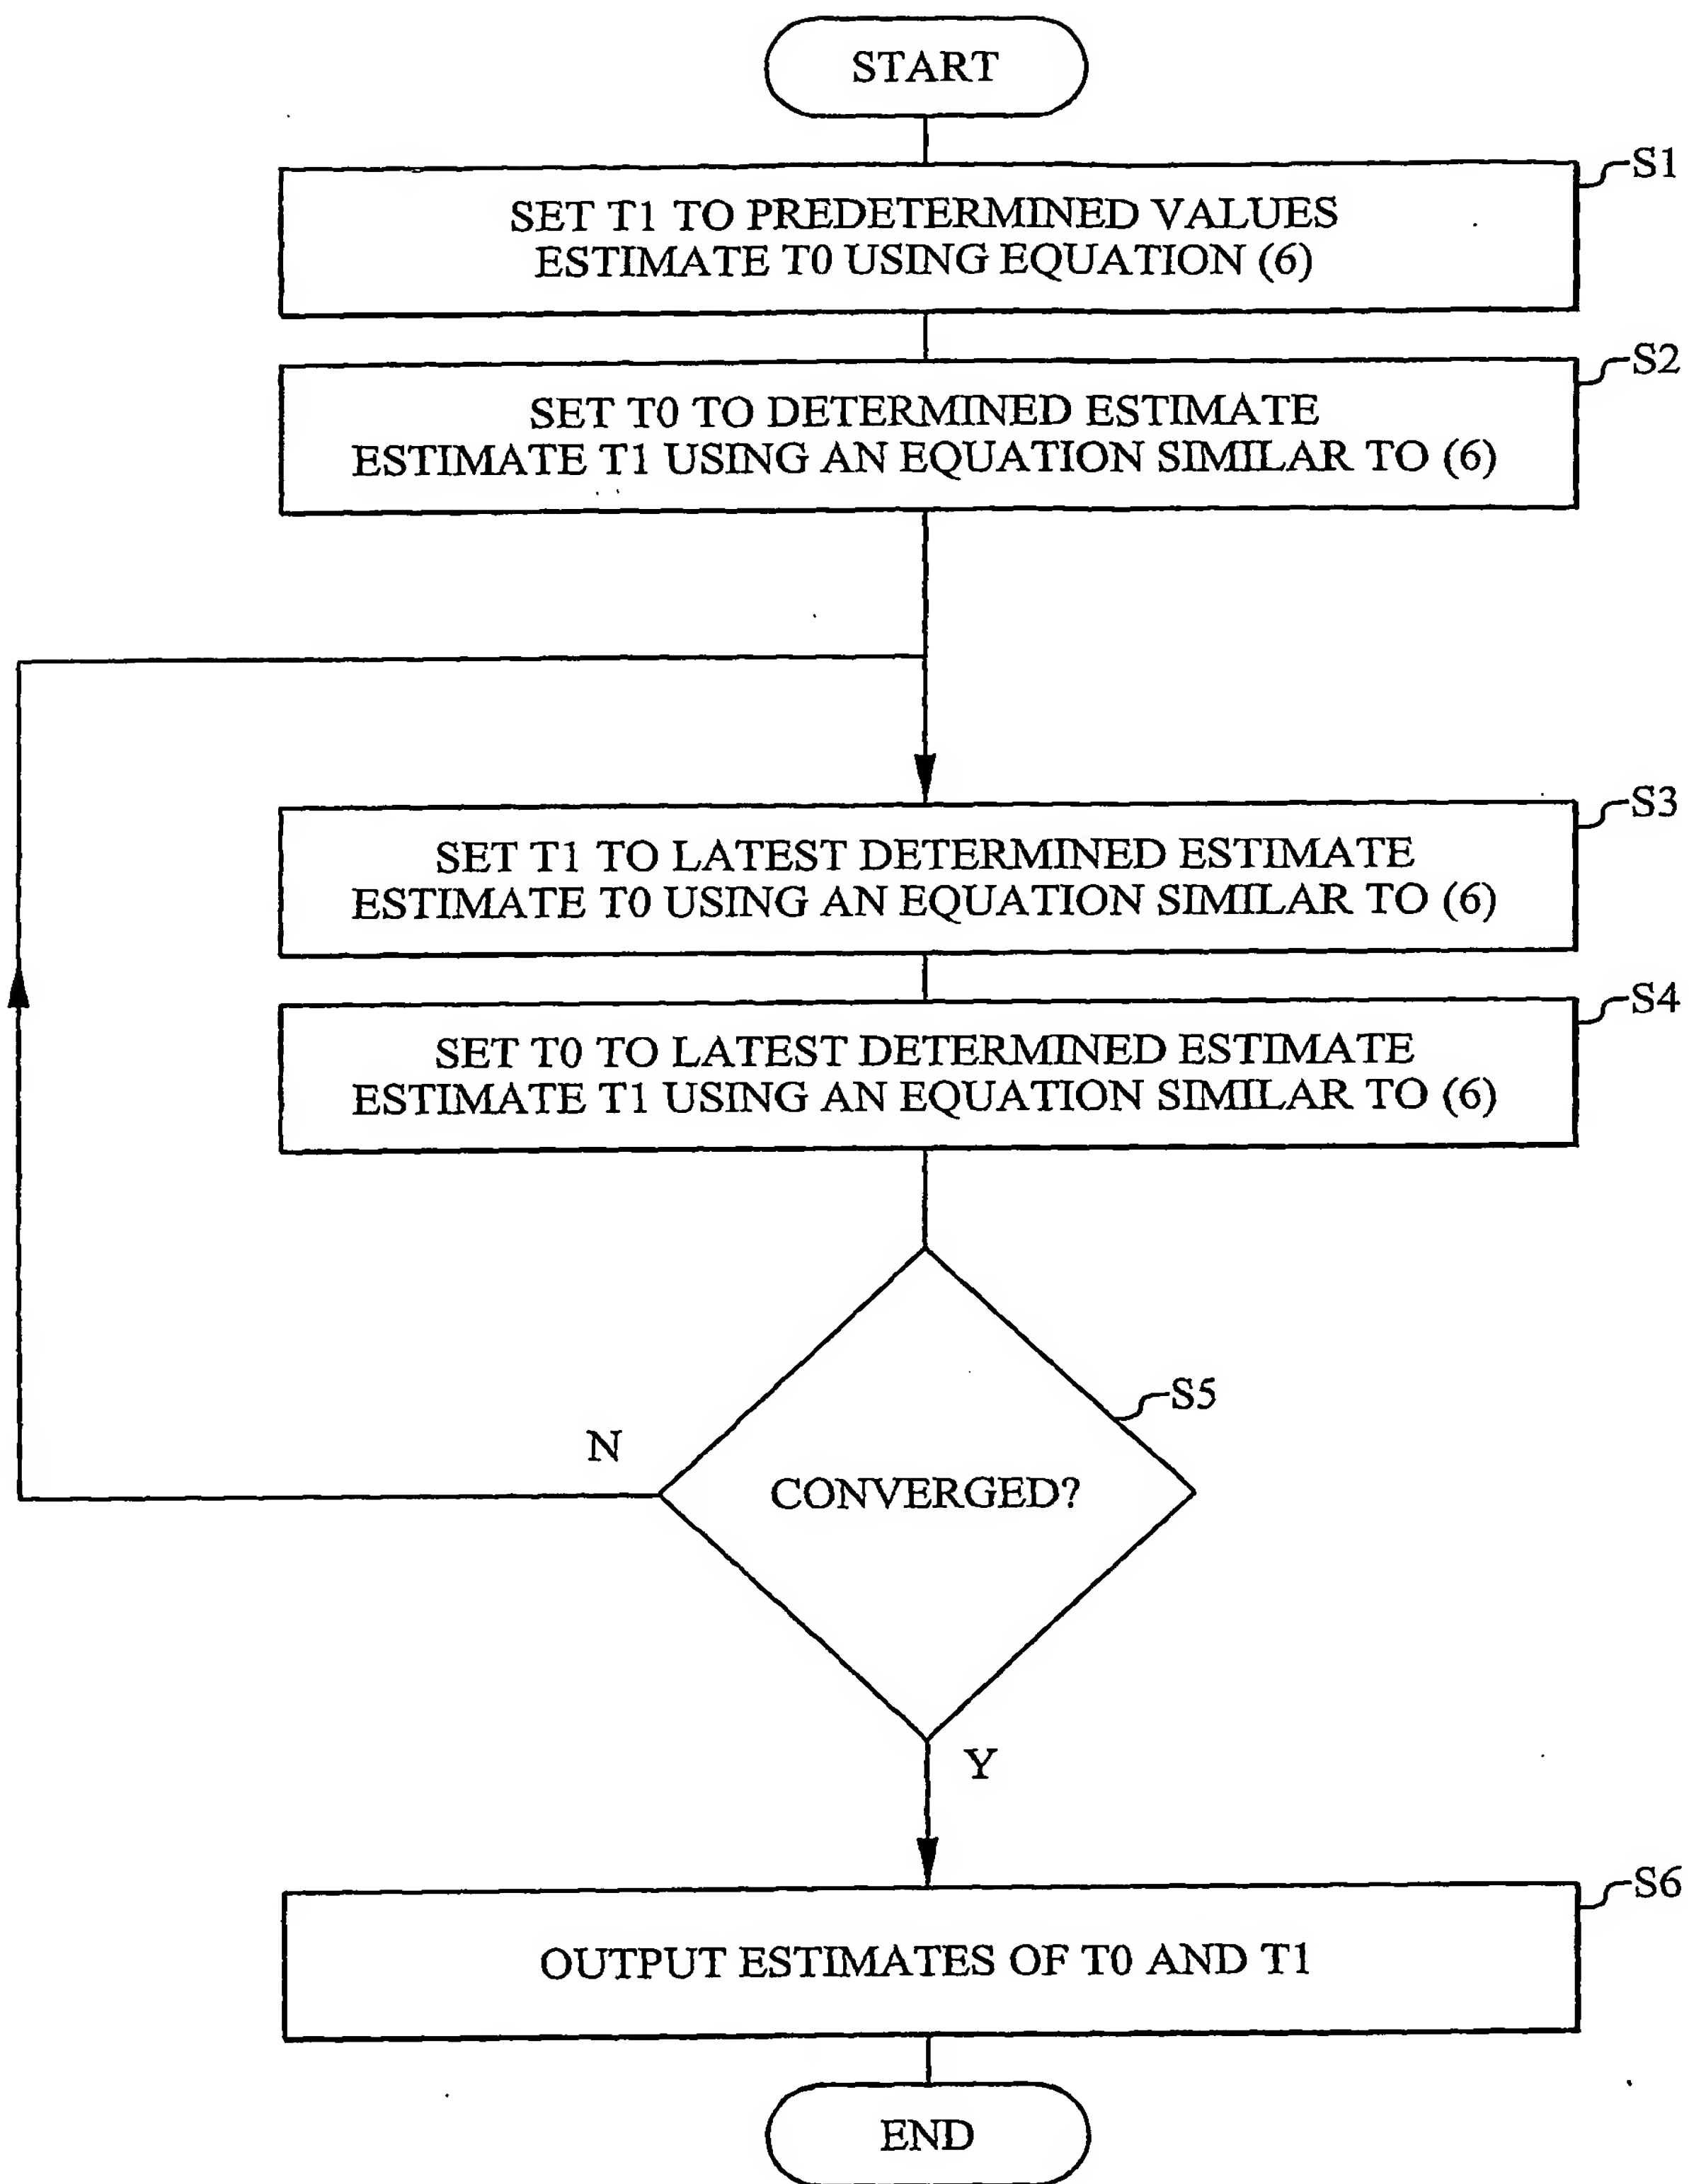 START
S1
SET T1 TO PREDETERMINED VALUES
ESTIMATE T0 USING EQUATION (6)
S2
SET T0 TO DETERMINED ESTIMATE
ESTIMATE T1 USING AN EQUATION SIMILAR TO (6)
S3
SET T1 TO LATEST DETERMINED ESTIMATE
ESTIMATE T0 USING AN EQUATION SIMILAR TO (6)
S4
SET T0 TO LATEST DETERMINED ESTIMATE
ESTIMATE T1 USING AN EQUATION SIMILAR TO (6)
S5
N
CONVERGED?
Y
S6
OUTPUT ESTIMATES OF T0 AND T1
END